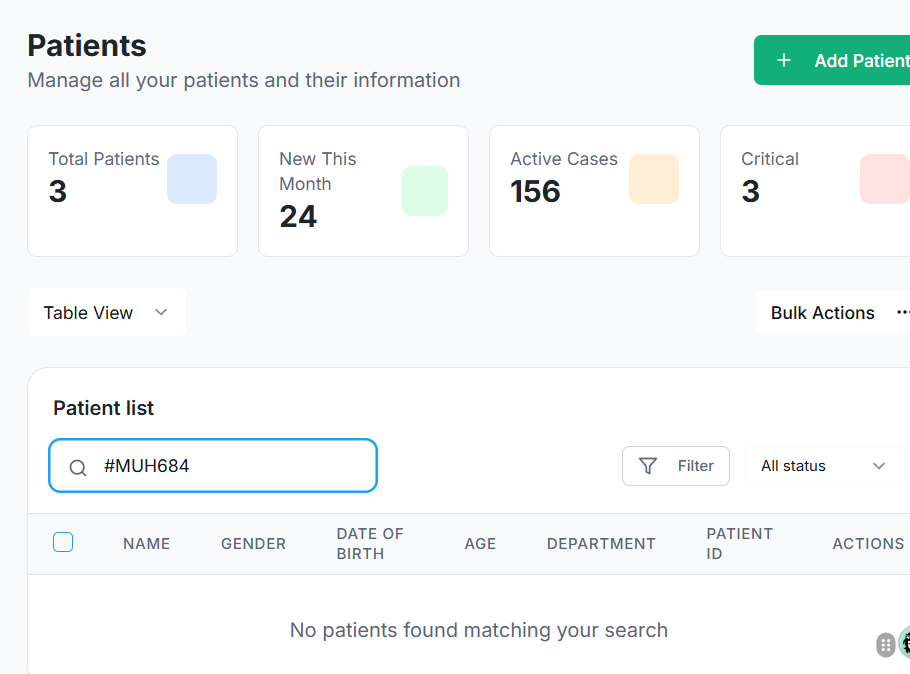 Patients
Manage all your patients and their information
+ Add Patient
Total Patients
3
New This
Month
24
Active Cases
156
Critical
3
Table View
Bulk Actions
Patient list
#MUH684
Filter
All status
NAME
GENDER
DATE OF
BIRTH
AGE
DEPARTMENT
PATIENT
ID
ACTIONS
No patients found matching your search